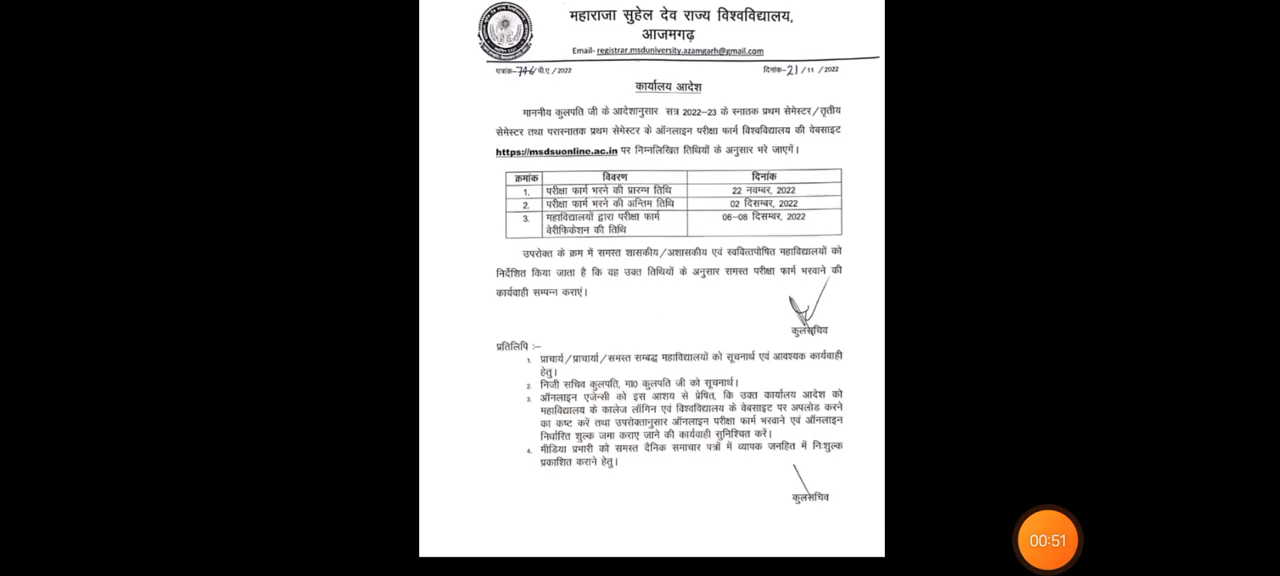 महाराजा सुहेल देव राज्य विश्वविद्यालय,
आजमगढ़
Email- registrar.msduniversity.azamgarh@gmail.com
पत्रांक-746/पी.ए./2022
दिनांक-21/11/2022
कार्यालय आदेश
माननीय कुलपति जी के आदेशानुसार सत्र 2022-23 के स्नातक प्रथम सेमेस्टर/तृतीय
सेमेस्टर तथा परास्नातक प्रथम सेमेस्टर के ऑनलाइन परीक्षा फार्म विश्वविद्यालय की वेबसाइट
https://msdsuonline.ac.in पर निम्नलिखित तिथियों के अनुसार भरे जाएगें।
क्रमांक विवरण दिनांक
1. परीक्षा फार्म भरने की प्रारम्भ तिथि 22 नवम्बर, 2022
2. परीक्षा फार्म भरने की अन्तिम तिथि 02 दिसम्बर, 2022
3. महाविद्यालयों द्वारा परीक्षा फार्म 06-08 दिसम्बर, 2022
वेरीफिकेशन की तिथि
उपरोक्त के क्रम में समस्त शासकीय/अशासकीय एवं स्ववित्तपोषित महाविद्यालयों को
निर्देशित किया जाता है कि वह उक्त तिथियों के अनुसार समस्त परीक्षा फार्म भरवाने की
कार्यवाही सम्पन्न कराएं।
कुलसचिव
प्रतिलिपि :–
1. प्राचार्य/प्राचार्या/समस्त सम्बद्ध महाविद्यालयों को सूचनार्थ एवं आवश्यक कार्यवाही
हेतु।
2. निजी सचिव कुलपति, मा0 कुलपति जी को सूचनार्थ।
3. ऑनलाइन एजेन्सी को इस आशय से प्रेषित, कि उक्त कार्यालय आदेश को
महाविद्यालय के कालेज लॉगिन एवं विश्वविद्यालय के वेबसाइट पर अपलोड करने
का कष्ट करें तथा उपरोक्तानुसार ऑनलाइन परीक्षा फार्म भरवाने एवं ऑनलाइन
निर्धारित शुल्क जमा कराए जाने की कार्यवाही सुनिश्चित करें।
4. मीडिया प्रभारी को समस्त दैनिक समाचार पत्रों में व्यापक जनहित में निःशुल्क
प्रकाशित कराने हेतु।
कुलसचिव
00:51